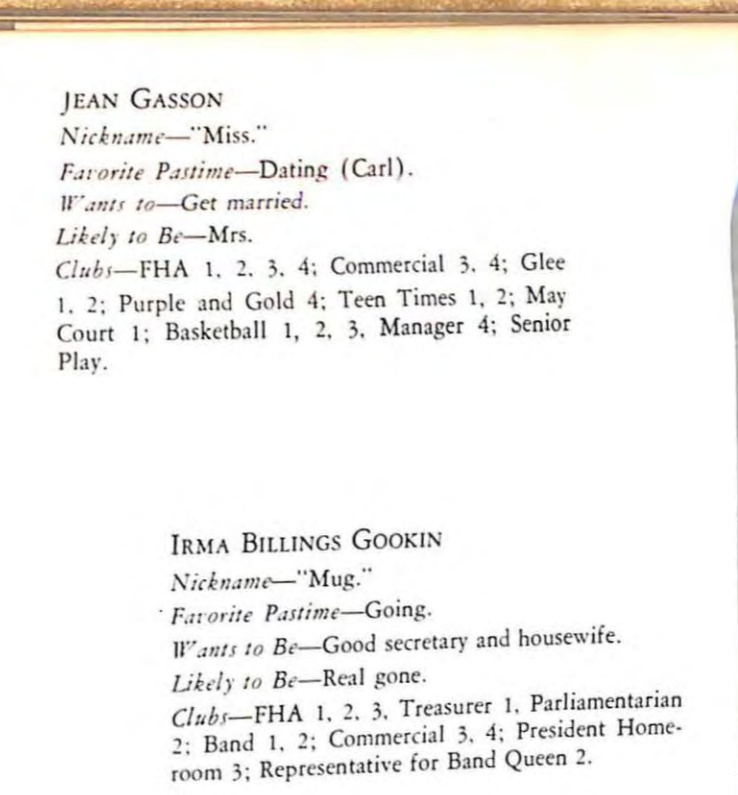 JEAN GASSON
Nickname—"Miss."
Favorite Pastime—Dating (Carl).
Wants to—Get married.
Likely to Be—Mrs.
Clubs—FHA 1, 2, 3, 4; Commercial 3, 4; Glee
1, 2; Purple and Gold 4; Teen Times 1, 2; May
Court 1; Basketball 1, 2, 3, Manager 4; Senior
Play.
IRMA BILLINGS GOOKIN
Nickname—"Mug."
Favorite Pastime—Going.
Wants to Be—Good secretary and housewife.
Likely to Be—Real gone.
Clubs—FHA 1, 2, 3, Treasurer 1, Parliamentarian
2; Band 1, 2; Commercial 3, 4; President Home-
room 3; Representative for Band Queen 2.